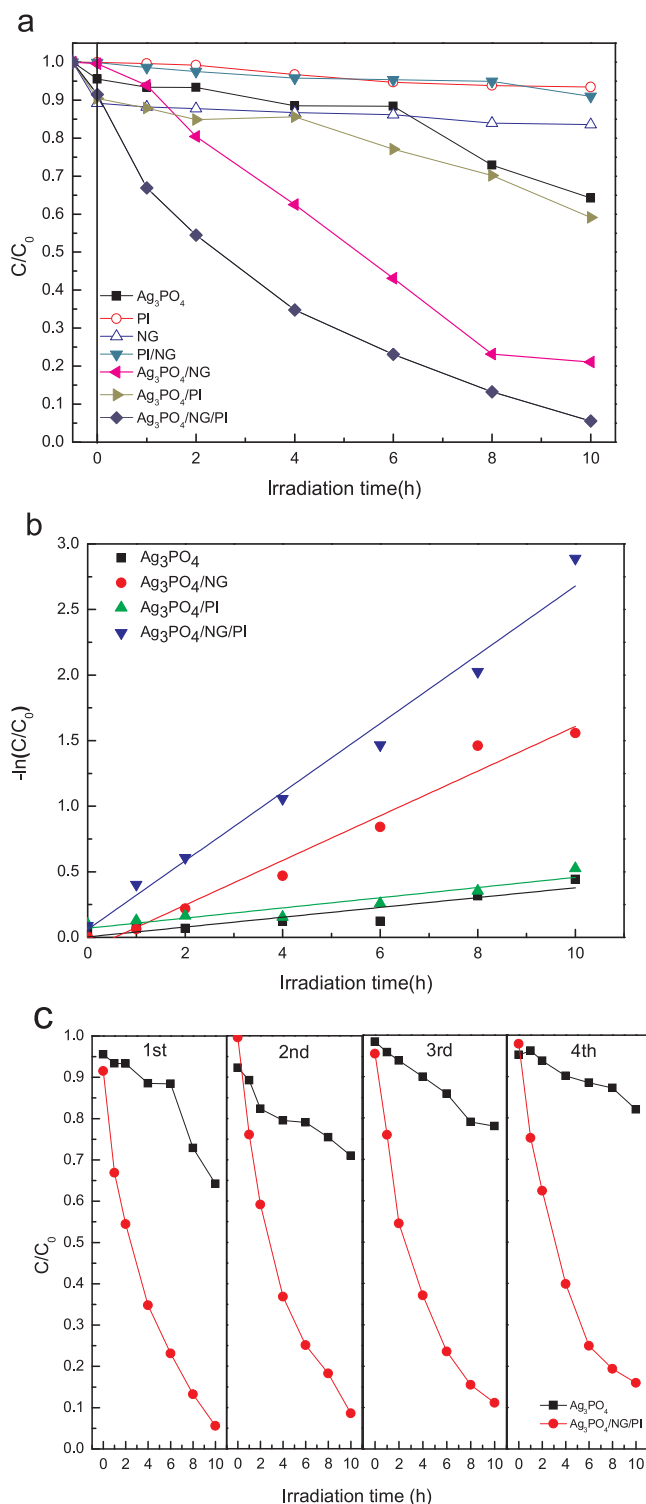 a
1.0
0.9
0.8
0.7
0.6
0.5
0.4
0.3
0.2
0.1
0.0
C/C₀
Ag₃PO₄
PI
NG
PI/NG
Ag₃PO₄/NG
Ag₃PO₄/PI
Ag₃PO₄/NG/PI
0 2 4 6 8 10
Irradiation time(h)
b
3.0
2.5
2.0
1.5
1.0
0.5
0.0
-ln(C/C₀)
Ag₃PO₄
Ag₃PO₄/NG
Ag₃PO₄/PI
Ag₃PO₄/NG/PI
0 2 4 6 8 10
Irradiation time(h)
c
1st 2nd 3rd 4th
1.0
0.9
0.8
0.7
0.6
0.5
0.4
0.3
0.2
0.1
0.0
C/C₀
Ag₃PO₄
Ag₃PO₄/NG/PI
0 2 4 6 8 10 0 2 4 6 8 10 0 2 4 6 8 10 0 2 4 6 8 10
Irradiation time (h)